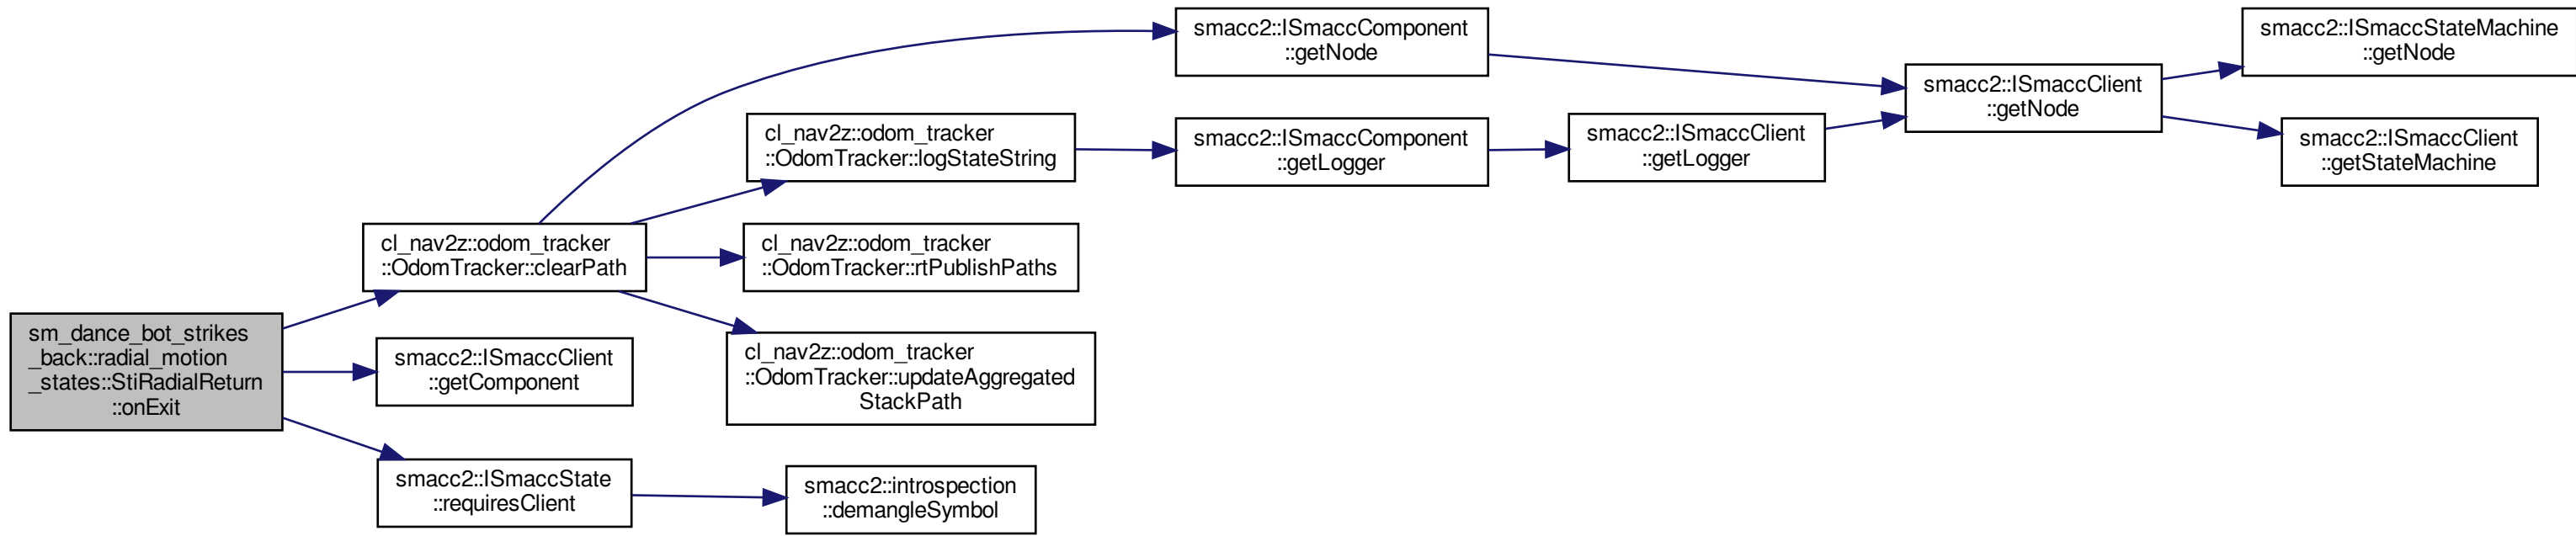 sm_dance_bot_strikes
_back::radial_motion
_states::StiRadialReturn
::onExit
cl_nav2z::odom_tracker
::OdomTracker::clearPath
smacc2::ISmaccClient
::getComponent
smacc2::ISmaccState
::requiresClient
cl_nav2z::odom_tracker
::OdomTracker::logStateString
cl_nav2z::odom_tracker
::OdomTracker::rtPublishPaths
cl_nav2z::odom_tracker
::OdomTracker::updateAggregated
StackPath
smacc2::introspection
::demangleSymbol
smacc2::ISmaccComponent
::getNode
smacc2::ISmaccComponent
::getLogger
smacc2::ISmaccClient
::getLogger
smacc2::ISmaccClient
::getNode
smacc2::ISmaccStateMachine
::getNode
smacc2::ISmaccClient
::getStateMachine